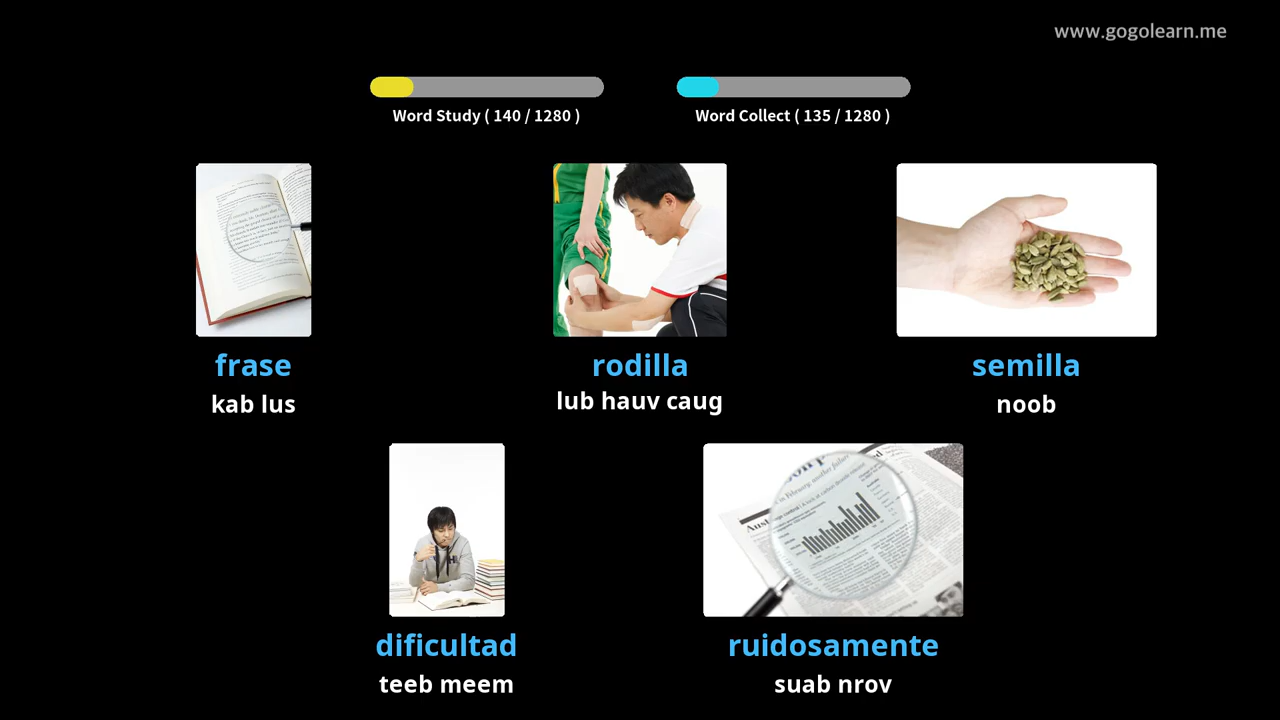 www.gogolearn.me
Word Study ( 140 / 1280 )
Word Collect ( 135 / 1280 )
frase
kab lus
rodilla
lub hauv caug
semilla
noob
dificultad
teeb meem
ruidosamente
suab nrov